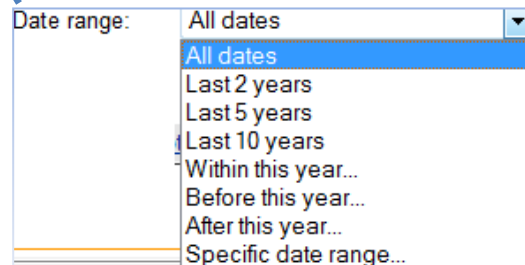 Date range: All dates
All dates
Last 2 years
Last 5 years
Last 10 years
Within this year...
Before this year...
After this year...
Specific date range...